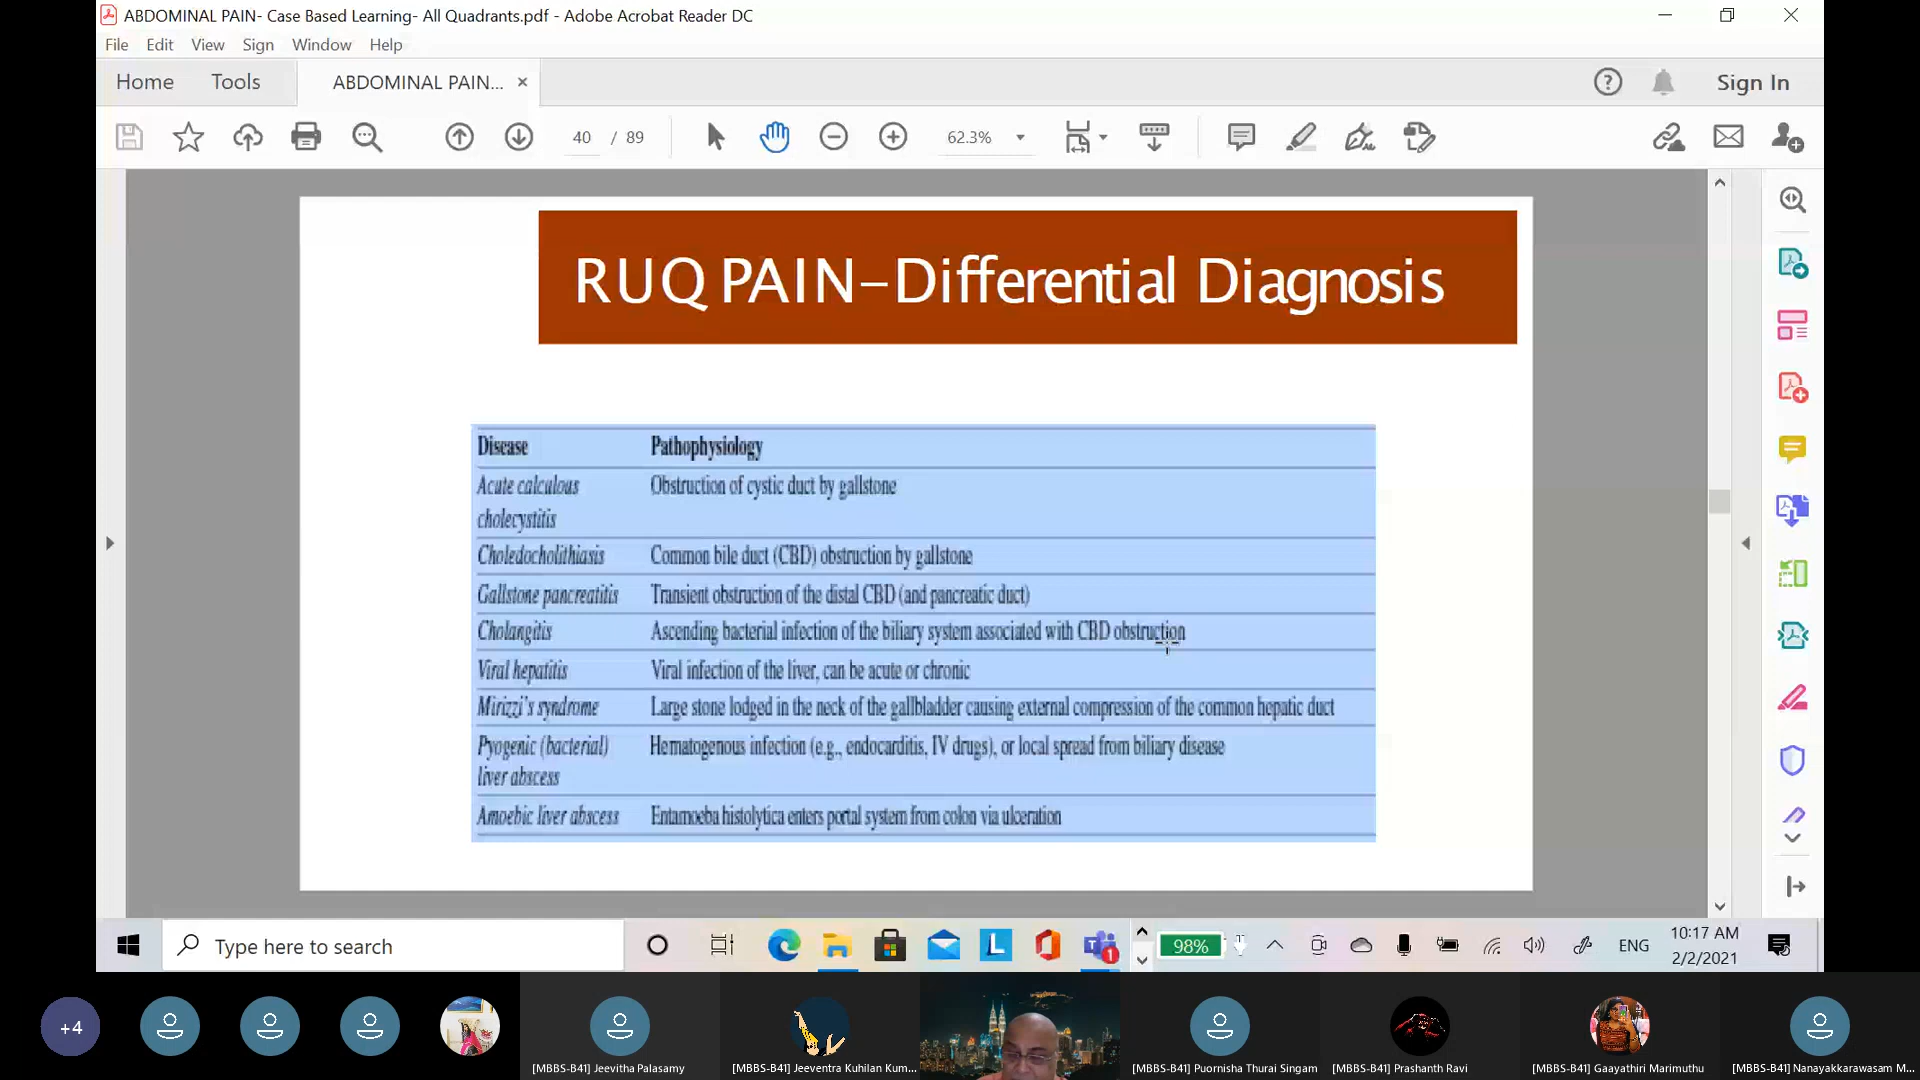 ABDOMINAL PAIN- Case Based Learning- All Quadrants.pdf - Adobe Acrobat Reader DC
File Edit View Sign Window Help
Home Tools ABDOMINAL PAIN... × Sign In
40 / 89 62.3%
RUQ PAIN–Differential Diagnosis
Disease Pathophysiology
Acute calculous Obstruction of cystic duct by gallstone
cholecystitis
Choledocholithiasis Common bile duct (CBD) obstruction by gallstone
Gallstone pancreatitis Transient obstruction of the distal CBD (and pancreatic duct)
Cholangitis Ascending bacterial infection of the biliary system associated with CBD obstruction
Viral hepatitis Viral infection of the liver, can be acute or chronic
Mirizzi's syndrome Large stone lodged in the neck of the gallbladder causing external compression of the common hepatic duct
Pyogenic (bacterial) Hematogenous infection (e.g., endocarditis, IV drugs), or local spread from biliary disease
liver abscess
Amoebic liver abscess Entamoeba histolytica enters portal system from colon via ulceration
Type here to search L 1 98% ENG 10:17 AM
2/2/2021
+4
[MBBS-B41] Jeevitha Palasamy [MBBS-B41] Jeeventra Kuhilan Kum... [MBBS-B41] Puornisha Thurai Singam [MBBS-B41] Prashanth Ravi [MBBS-B41] Gaayathiri Marimuthu [MBBS-B41] Nanayakkarawasam M...